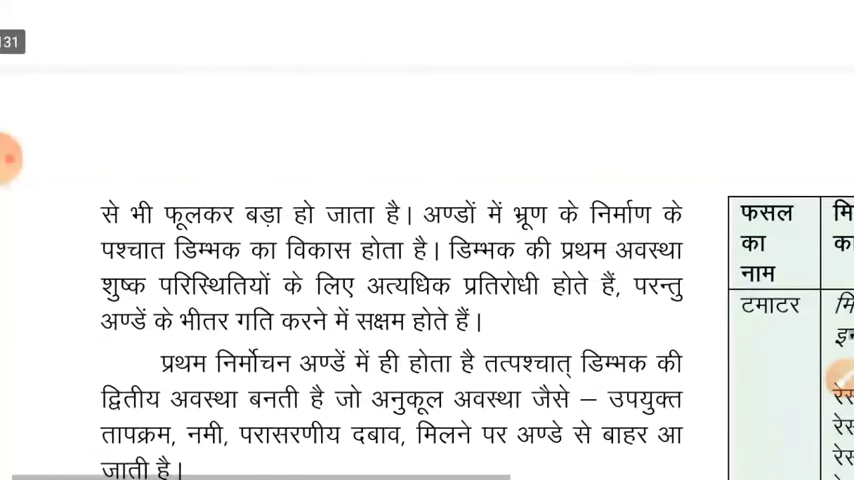 131
से भी फूलकर बड़ा हो जाता है। अण्डों में भ्रूण के निर्माण के
पश्चात डिम्भक का विकास होता है। डिम्भक की प्रथम अवस्था
शुष्क परिस्थितियों के लिए अत्यधिक प्रतिरोधी होते हैं, परन्तु
अण्डें के भीतर गति करने में सक्षम होते हैं।
प्रथम निर्मोचन अण्डें में ही होता है तत्पश्चात् डिम्भक की
द्वितीय अवस्था बनती है जो अनुकूल अवस्था जैसे – उपयुक्त
तापक्रम, नमी, परासरणीय दबाव, मिलने पर अण्डे से बाहर आ
जाती है।
फसल
का
नाम
टमाटर